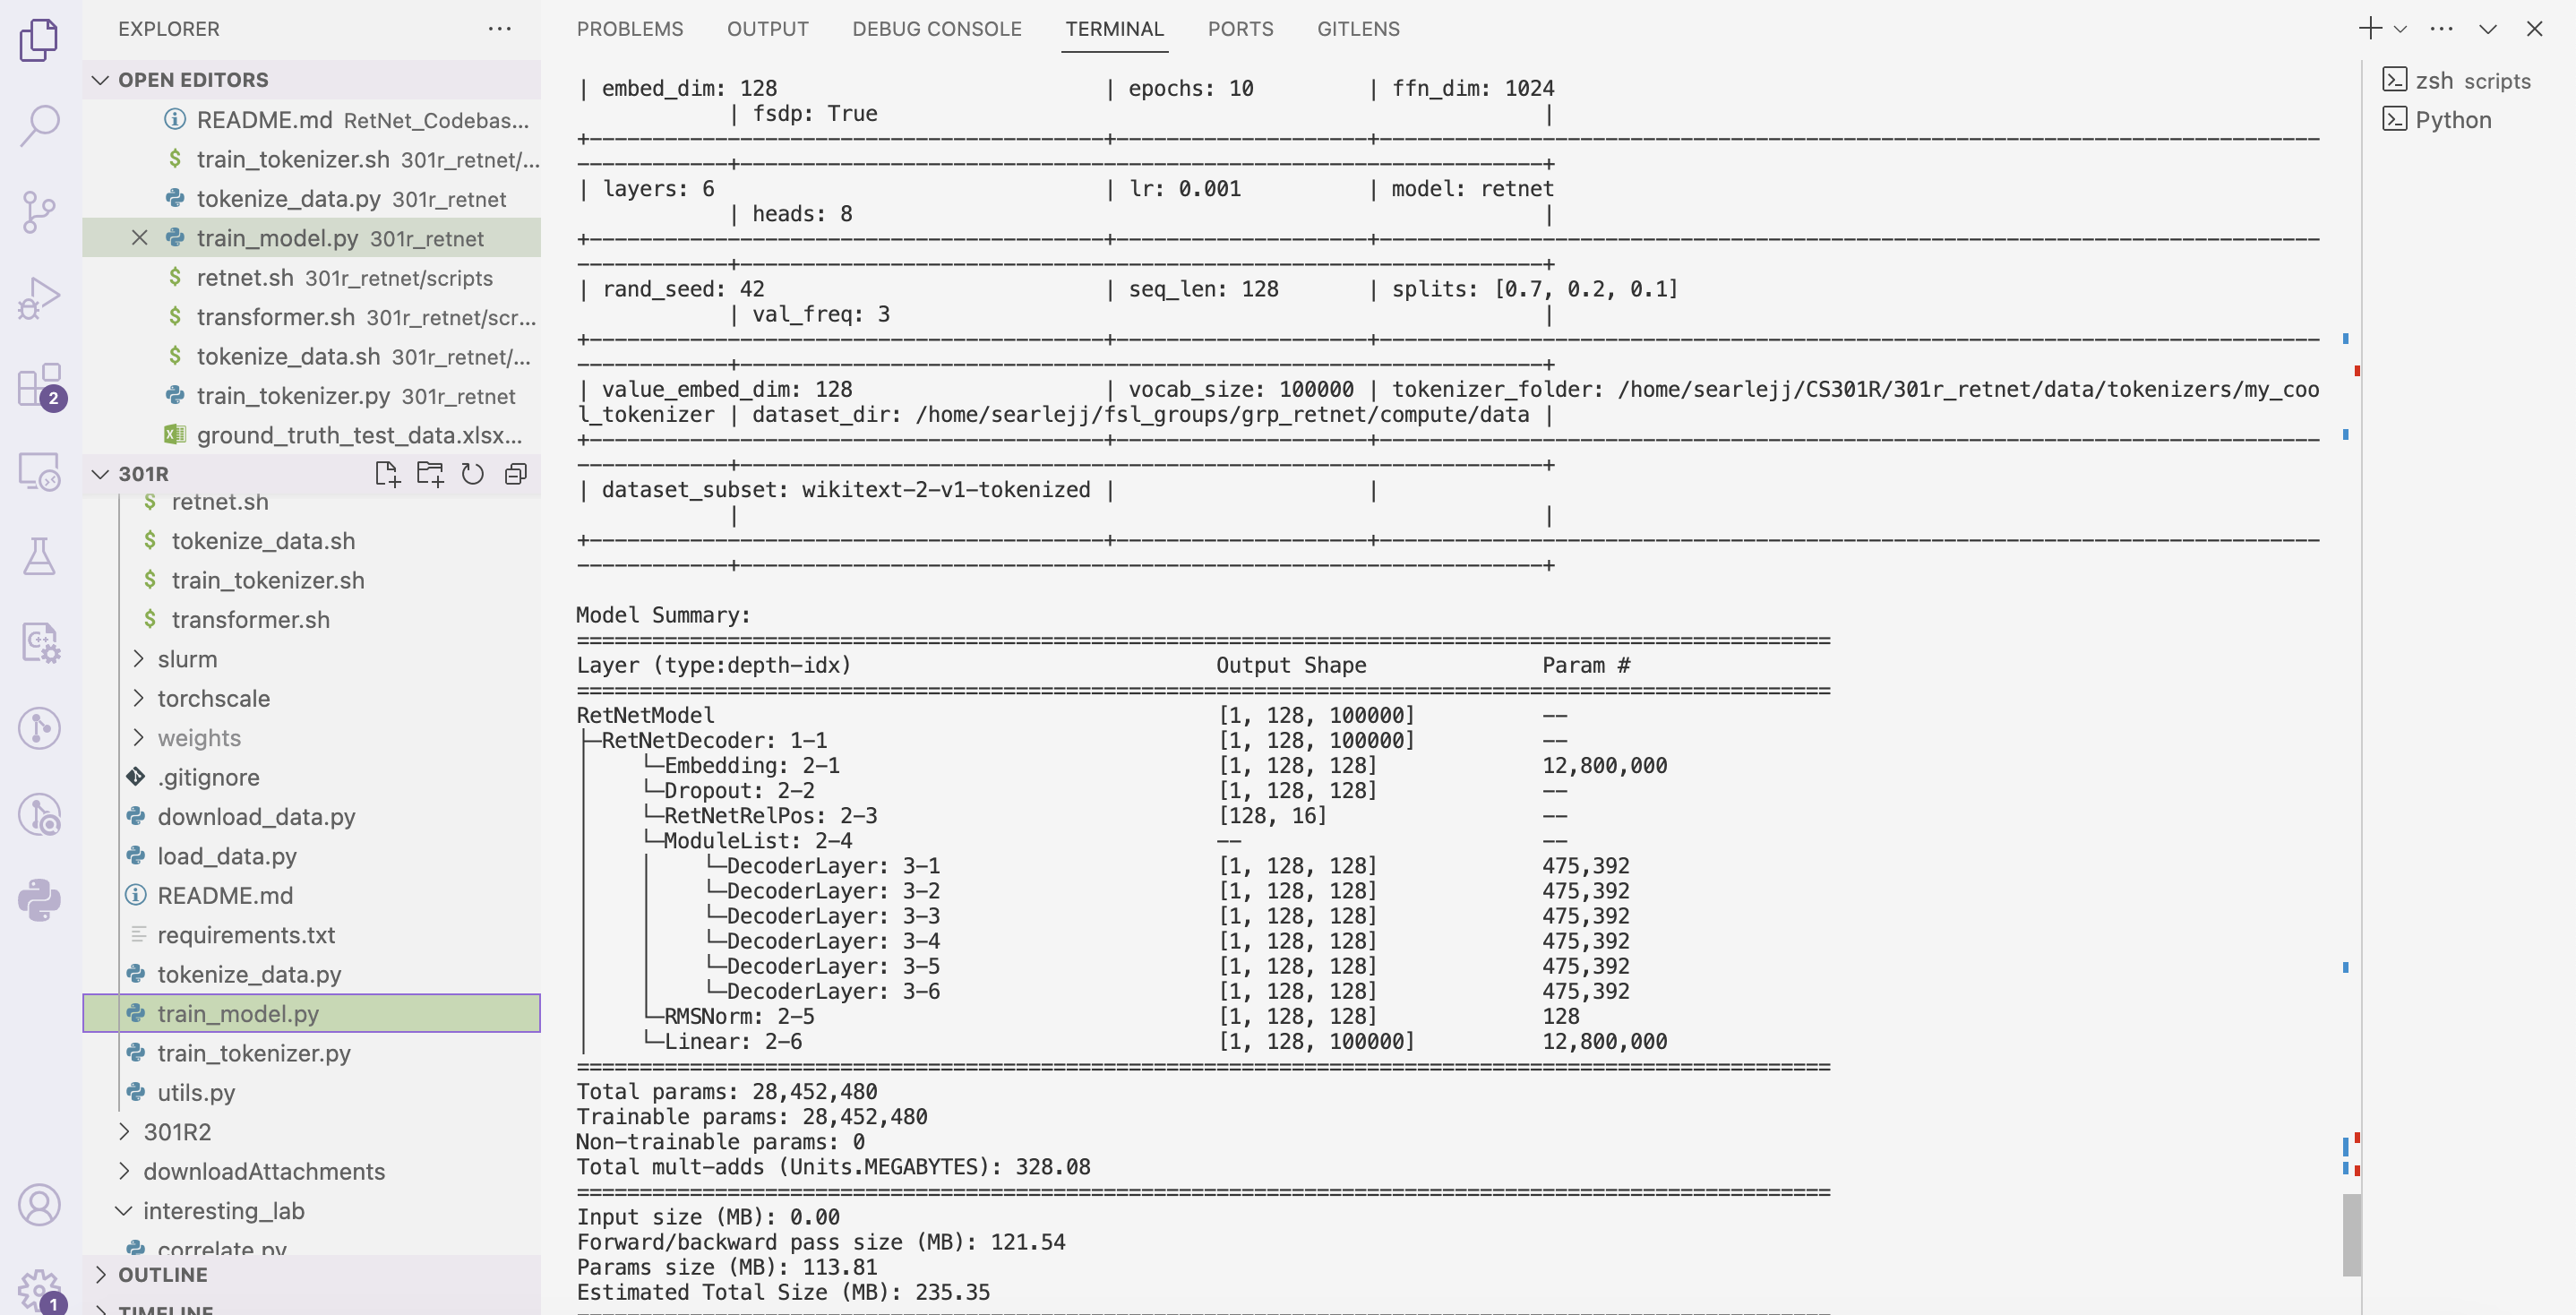 EXPLORER
OPEN EDITORS
README.md RetNet_Codebas...
train_tokenizer.sh 301r_retnet/...
tokenize_data.py 301r_retnet
train_model.py 301r_retnet
retnet.sh 301r_retnet/scripts
transformer.sh 301r_retnet/scr...
tokenize_data.sh 301r_retnet/...
train_tokenizer.py 301r_retnet
ground_truth_test_data.xlsx...
301R
retnet.sh
tokenize_data.sh
train_tokenizer.sh
transformer.sh
slurm
torchscale
weights
.gitignore
download_data.py
load_data.py
README.md
requirements.txt
tokenize_data.py
train_model.py
train_tokenizer.py
utils.py
301R2
downloadAttachments
interesting_lab
correlate.py
OUTLINE
TIMELINE
2
1
PROBLEMS OUTPUT DEBUG CONSOLE TERMINAL PORTS GITLENS
| embed_dim: 128 | epochs: 10 | ffn_dim: 1024
| fsdp: True |
| layers: 6 | lr: 0.001 | model: retnet
| heads: 8 |
| rand_seed: 42 | seq_len: 128 | splits: [0.7, 0.2, 0.1]
| val_freq: 3 |
| value_embed_dim: 128 | vocab_size: 100000 | tokenizer_folder: /home/searlejj/CS301R/301r_retnet/data/tokenizers/my_coo
l_tokenizer | dataset_dir: /home/searlejj/fsl_groups/grp_retnet/compute/data |
| dataset_subset: wikitext-2-v1-tokenized | |
| |
Model Summary:
Layer (type:depth-idx) Output Shape Param #
RetNetModel [1, 128, 100000] --
├─RetNetDecoder: 1-1 [1, 128, 100000] --
│ └─Embedding: 2-1 [1, 128, 128] 12,800,000
│ └─Dropout: 2-2 [1, 128, 128] --
│ └─RetNetRelPos: 2-3 [128, 16] --
│ └─ModuleList: 2-4 -- --
│ │ └─DecoderLayer: 3-1 [1, 128, 128] 475,392
│ │ └─DecoderLayer: 3-2 [1, 128, 128] 475,392
│ │ └─DecoderLayer: 3-3 [1, 128, 128] 475,392
│ │ └─DecoderLayer: 3-4 [1, 128, 128] 475,392
│ │ └─DecoderLayer: 3-5 [1, 128, 128] 475,392
│ │ └─DecoderLayer: 3-6 [1, 128, 128] 475,392
│ └─RMSNorm: 2-5 [1, 128, 128] 128
│ └─Linear: 2-6 [1, 128, 100000] 12,800,000
Total params: 28,452,480
Trainable params: 28,452,480
Non-trainable params: 0
Total mult-adds (Units.MEGABYTES): 328.08
Input size (MB): 0.00
Forward/backward pass size (MB): 121.54
Params size (MB): 113.81
Estimated Total Size (MB): 235.35
zsh scripts
Python